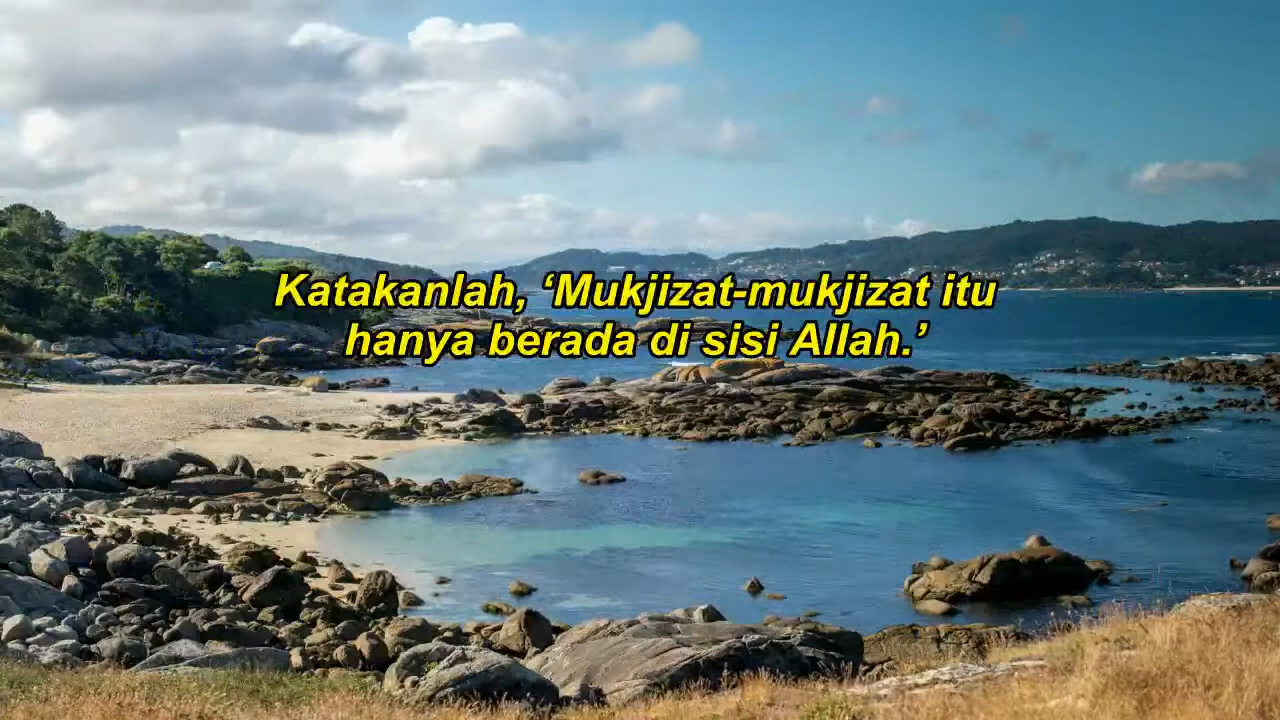 Katakanlah, ‘Mukjizat-mukjizat itu
hanya berada di sisi Allah.’